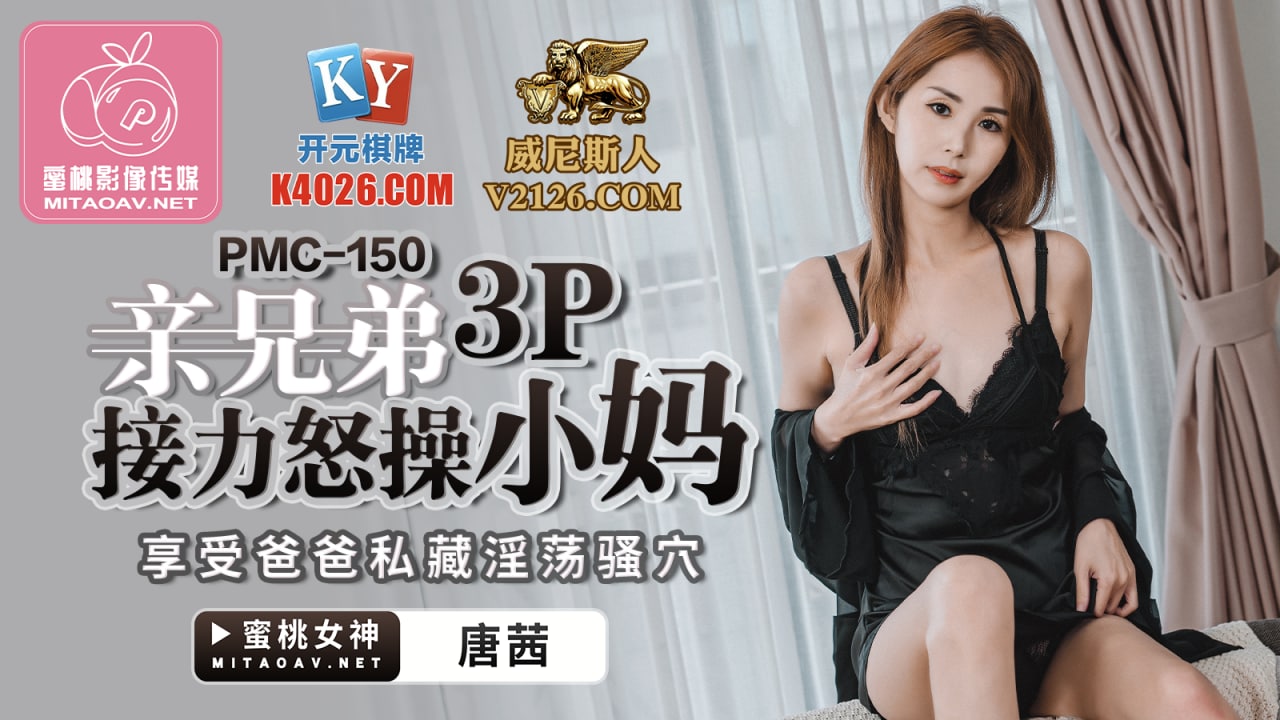 蜜桃影像传媒
MITAOAV.NET
KY
开元棋牌
K4026.COM
V
威尼斯人
V2126.COM
PMC-150
亲兄弟3P
接力怒操小妈
享受爸爸私藏淫荡骚穴
蜜桃女神
MITAOAV.NET
唐茜